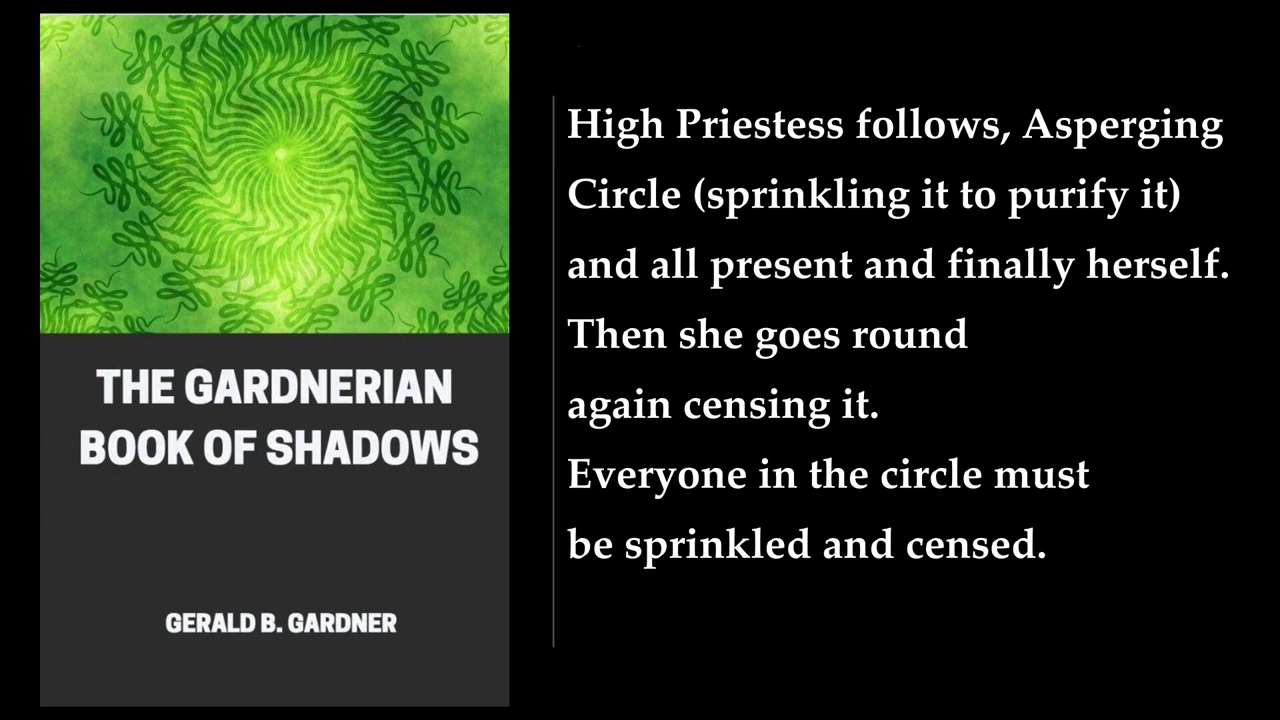 THE GARDNERIAN
BOOK OF SHADOWS
GERALD B. GARDNER
High Priestess follows, Asperging
Circle (sprinkling it to purify it)
and all present and finally herself.
Then she goes round
again censing it.
Everyone in the circle must
be sprinkled and censed.